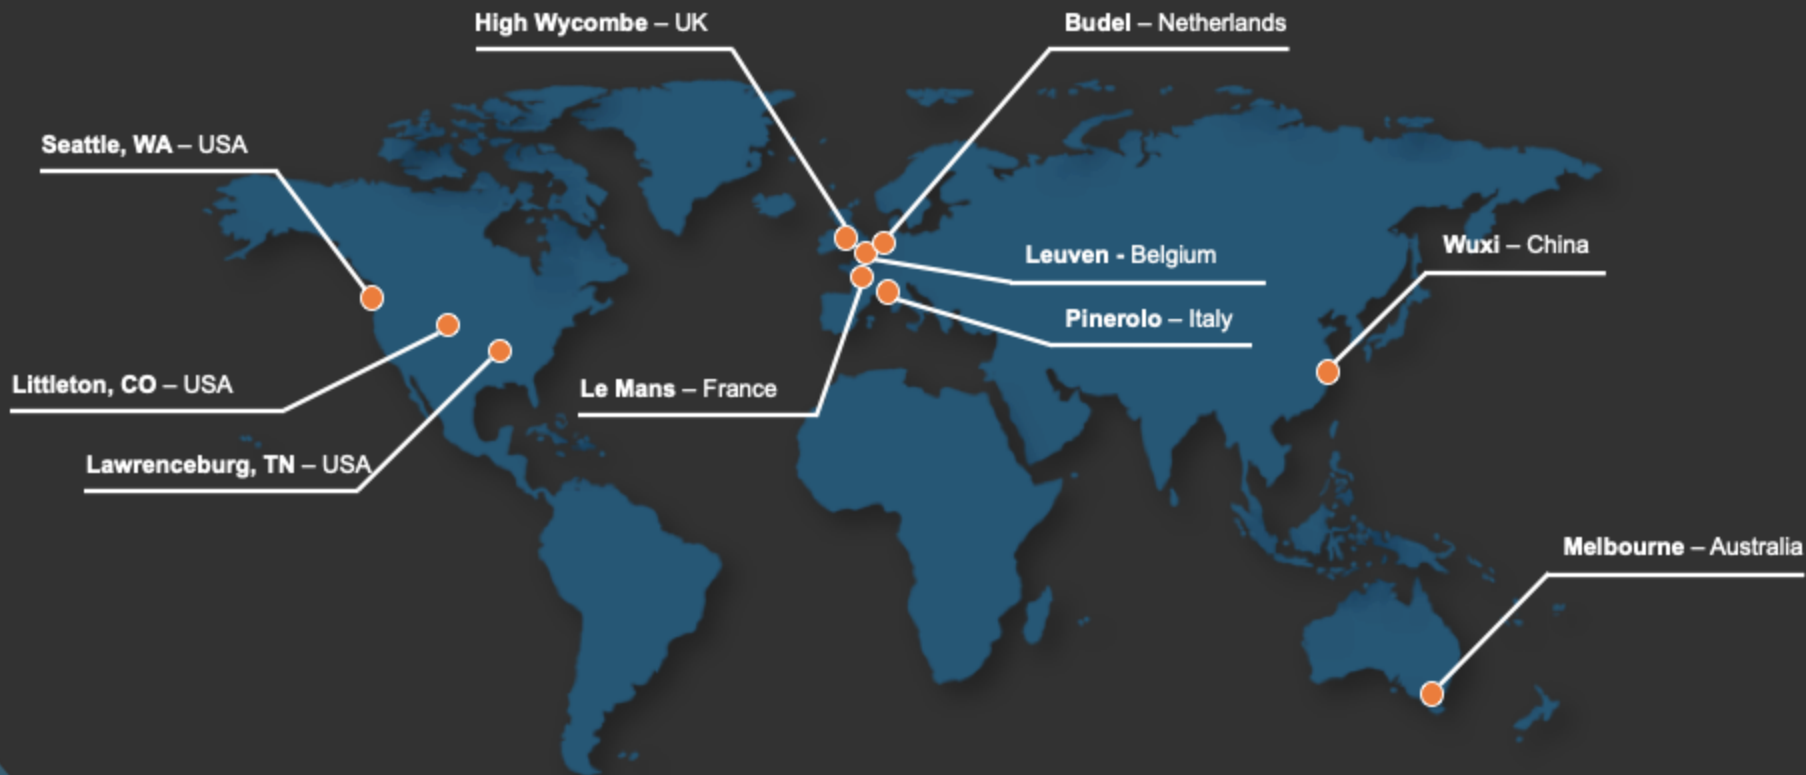 High Wycombe – UK
Budel – Netherlands
Seattle, WA – USA
Wuxi – China
Leuven - Belgium
Pinerolo – Italy
Littleton, CO – USA
Le Mans – France
Lawrenceburg, TN – USA
Melbourne – Australia